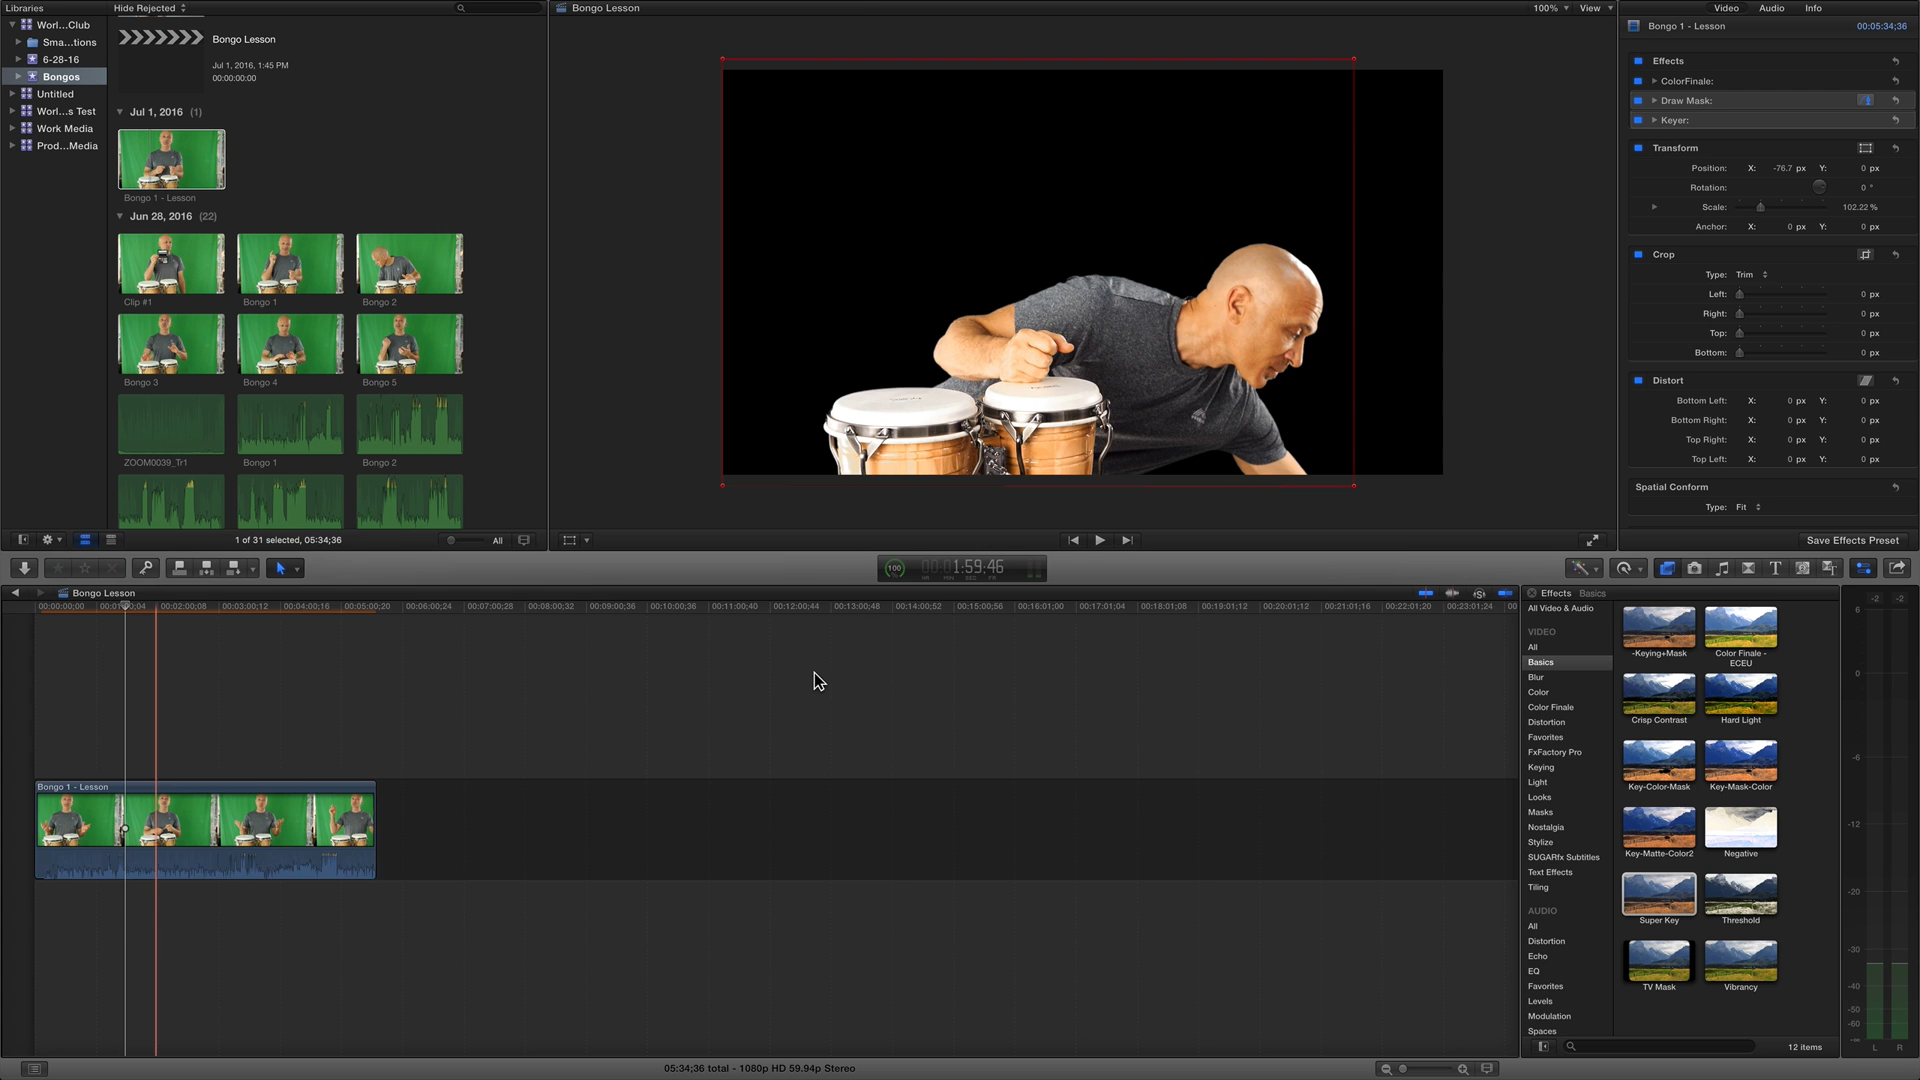 Libraries
Hide Rejected
Worl...Club
Sma...tions
6-28-16
Bongos
Untitled
Worl...s Test
Work Media
Prod...Media
Bongo Lesson
Jul 1, 2016, 1:45 PM
00:00:00:00
Jul 1, 2016 (1)
Bongo 1 - Lesson
Jun 28, 2016 (22)
Clip #1
Bongo 1
Bongo 2
Bongo 3
Bongo 4
Bongo 5
ZOOM0039_Tr1
Bongo 1
Bongo 2
1 of 31 selected, 05:34;36
All
Bongo Lesson
100%
View
Video
Audio
Info
Bongo 1 - Lesson
00:05:34;36
Effects
ColorFinale:
Draw Mask:
Keyer:
Transform
Position: X: -76.7 px Y: 0 px
Rotation: 0 °
Scale: 102.22 %
Anchor: X: 0 px Y: 0 px
Crop
Type: Trim
Left: 0 px
Right: 0 px
Top: 0 px
Bottom: 0 px
Distort
Bottom Left: X: 0 px Y: 0 px
Bottom Right: X: 0 px Y: 0 px
Top Right: X: 0 px Y: 0 px
Top Left: X: 0 px Y: 0 px
Spatial Conform
Type: Fit
Save Effects Preset
100
00:01:59:46
HR MIN SEC FR
Bongo Lesson
00:00:00;00
00:02:00;08
00:03:00;12
00:04:00;16
00:05:00;20
00:06:00;24
00:07:00;28
00:08:00;32
00:09:00;36
00:10:00;36
00:11:00;40
00:12:00;44
00:13:00;48
00:14:00;52
00:15:00;56
00:16:01;00
00:17:01;04
00:18:01;08
00:19:01;12
00:20:01;16
00:21:01;16
00:22:01;20
00:23:01;24
00
Bongo 1 - Lesson
Effects
Basics
All Video & Audio
VIDEO
All
Basics
Blur
Color
Color Finale
Distortion
Favorites
FxFactory Pro
Keying
Light
Looks
Masks
Nostalgia
Stylize
SUGARfx Subtitles
Text Effects
Tiling
AUDIO
All
Distortion
Echo
EQ
Favorites
Levels
Modulation
Spaces
-Keying+Mask
Color Finale - ECEU
Crisp Contrast
Hard Light
Key-Color-Mask
Key-Mask-Color
Key-Matte-Color2
Negative
Super Key
Threshold
TV Mask
Vibrancy
12 items
-2 -2
6
0
-6
-12
-20
-30
-40
-50
-60
-∞
L R
05:34;36 total - 1080p HD 59.94p Stereo